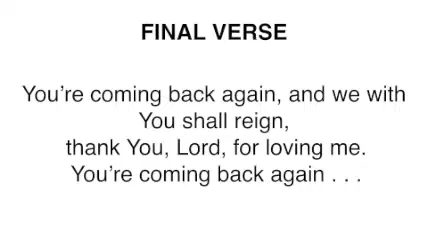 FINAL VERSE
You’re coming back again, and we with
You shall reign,
thank You, Lord, for loving me.
You’re coming back again . . .